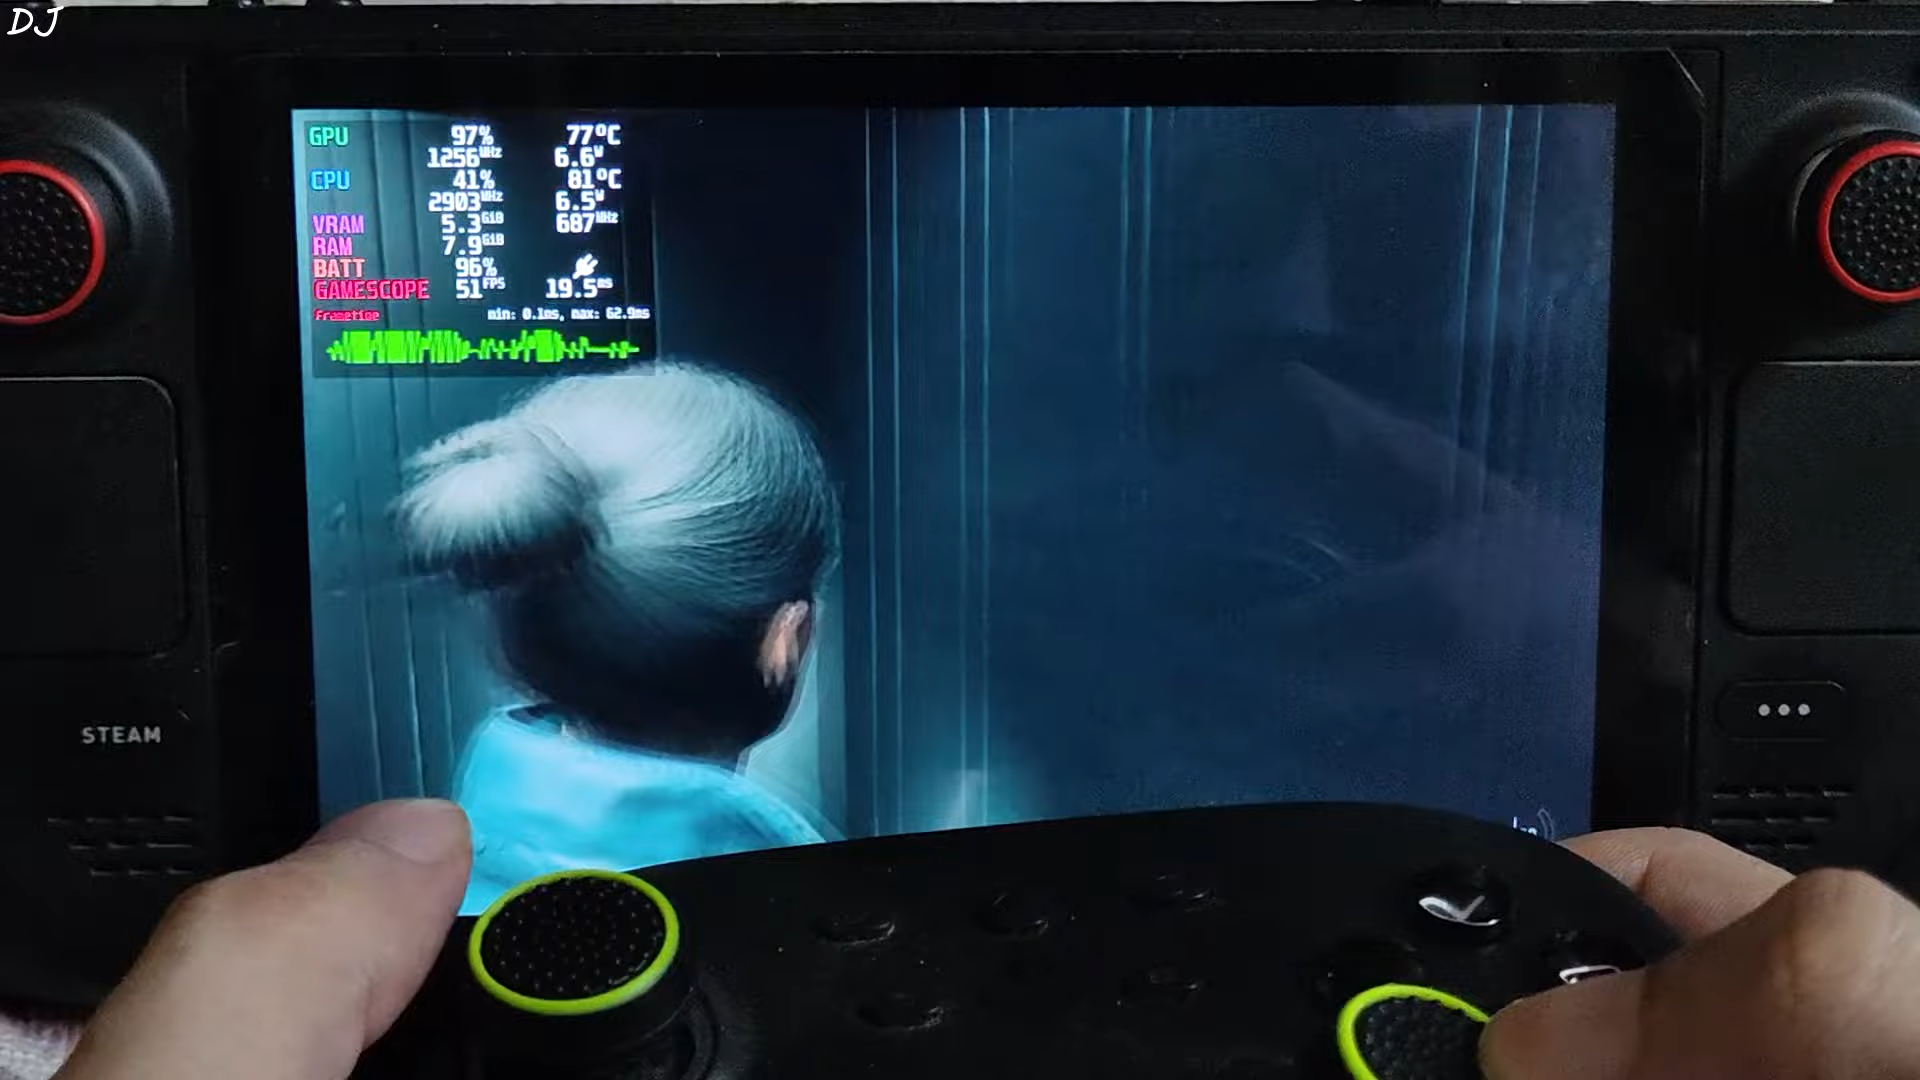 DJ
GPU 97% 77°C
1256MHz 6.6W
CPU 41% 81°C
2903MHz 6.5W
VRAM 5.3GiB 687MHz
RAM 7.9GiB
BATT 96%
GAMESCOPE 51FPS 19.5ms
Frametime min: 0.1ms, max: 62.9ms
STEAM